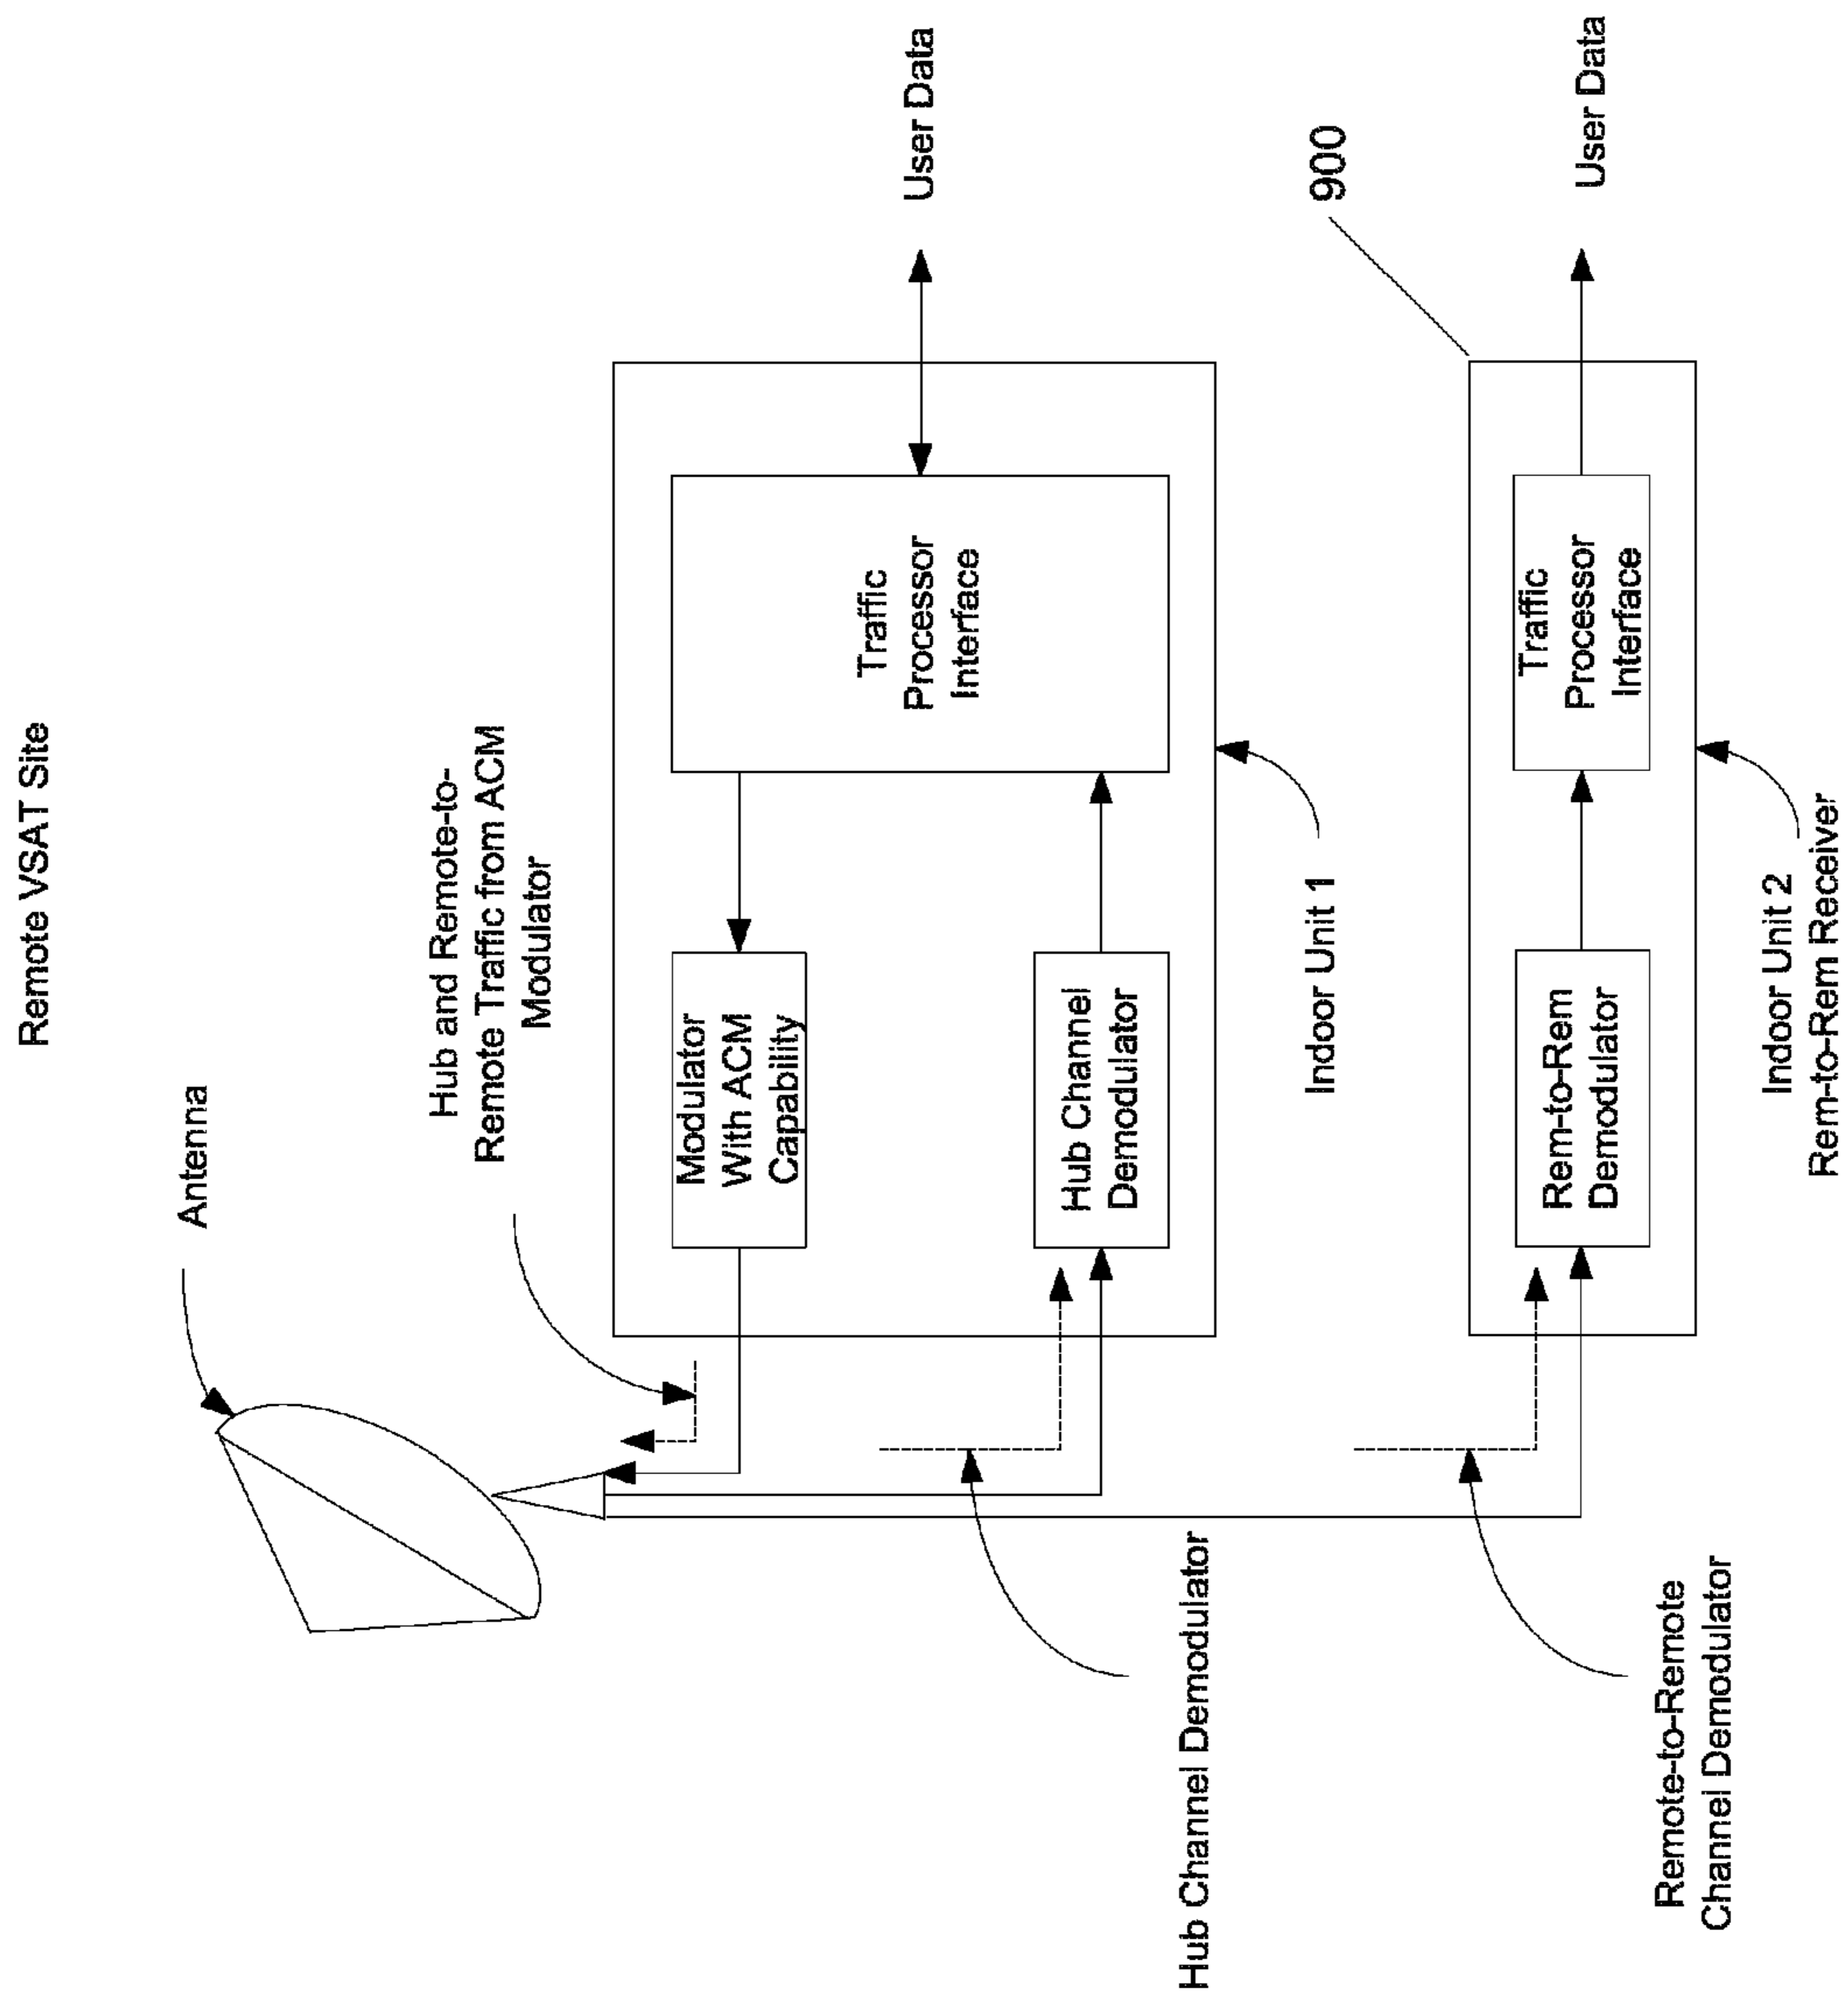 Remote VSAT Site
Antenna
Hub and Remote-to-
Remote Traffic from ACM
Modulator
Modulator
With ACM
Capability
Traffic
Processor
Interface
User Data
Hub Channel
Demodulator
Hub Channel Demodulator
Indoor Unit 1
900
Rem-to-Rem
Demodulator
Traffic
Processor
Interface
User Data
Remote-to-Remote
Channel Demodulator
Indoor Unit 2
Rem-to-Rem Receiver